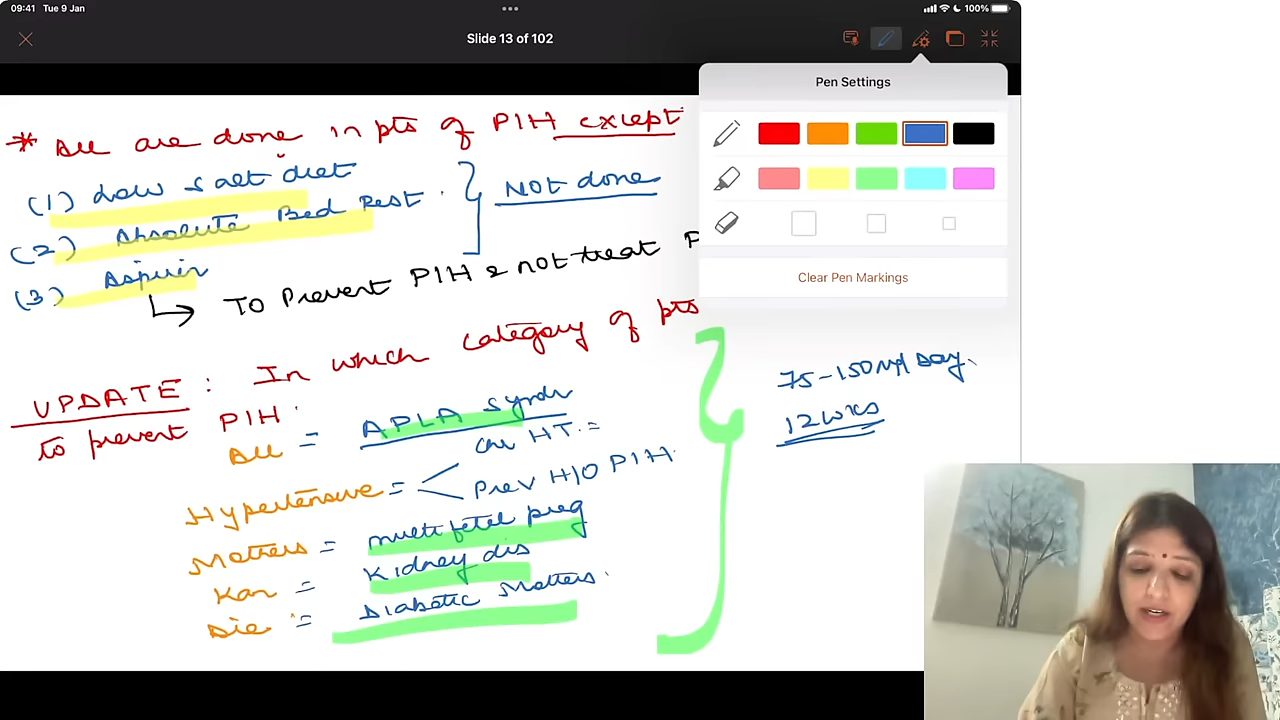 09:41 Tue 9 Jan
100%
Slide 13 of 102
Pen Settings
Clear Pen Markings
* All are done in pts of PIH except
(1) Low salt diet
(2) Absolute Bed Rest
(3) Aspirin
NOT done
↳ To Prevent PIH & not treat P
UPDATE : In which category of pts
to prevent PIH
All = APLA syndr
Hypertensive = < Chr HT
Prev H/O PIH
Mothers = multifetal preg
Kan = Kidney dis
Die = Diabetic Mothers
75-150mg/Day
12 wks